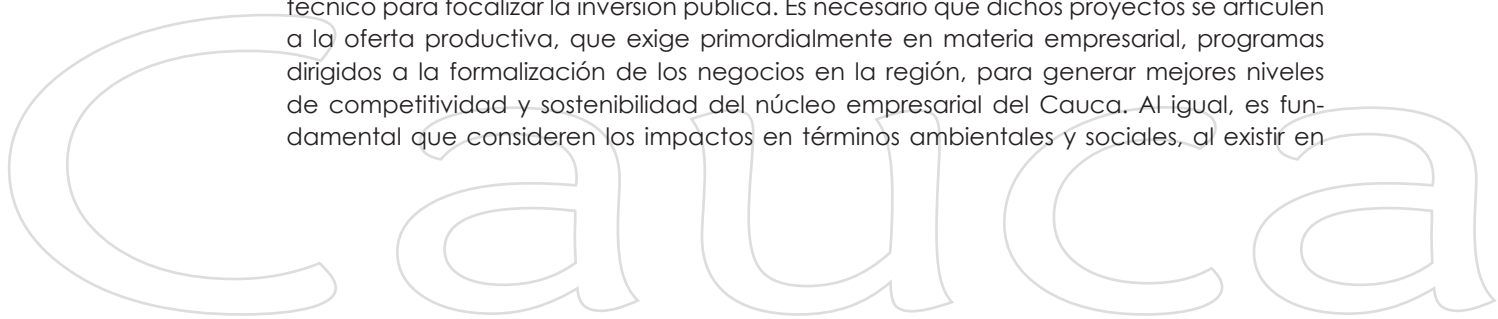 técnico para focalizar la inversión pública. Es necesario que dichos proyectos se articulen
a la oferta productiva, que exige primordialmente en materia empresarial, programas
dirigidos a la formalización de los negocios en la región, para generar mejores niveles
de competitividad y sostenibilidad del núcleo empresarial del Cauca. Al igual, es fun-
damental que consideren los impactos en términos ambientales y sociales, al existir en
Cauca